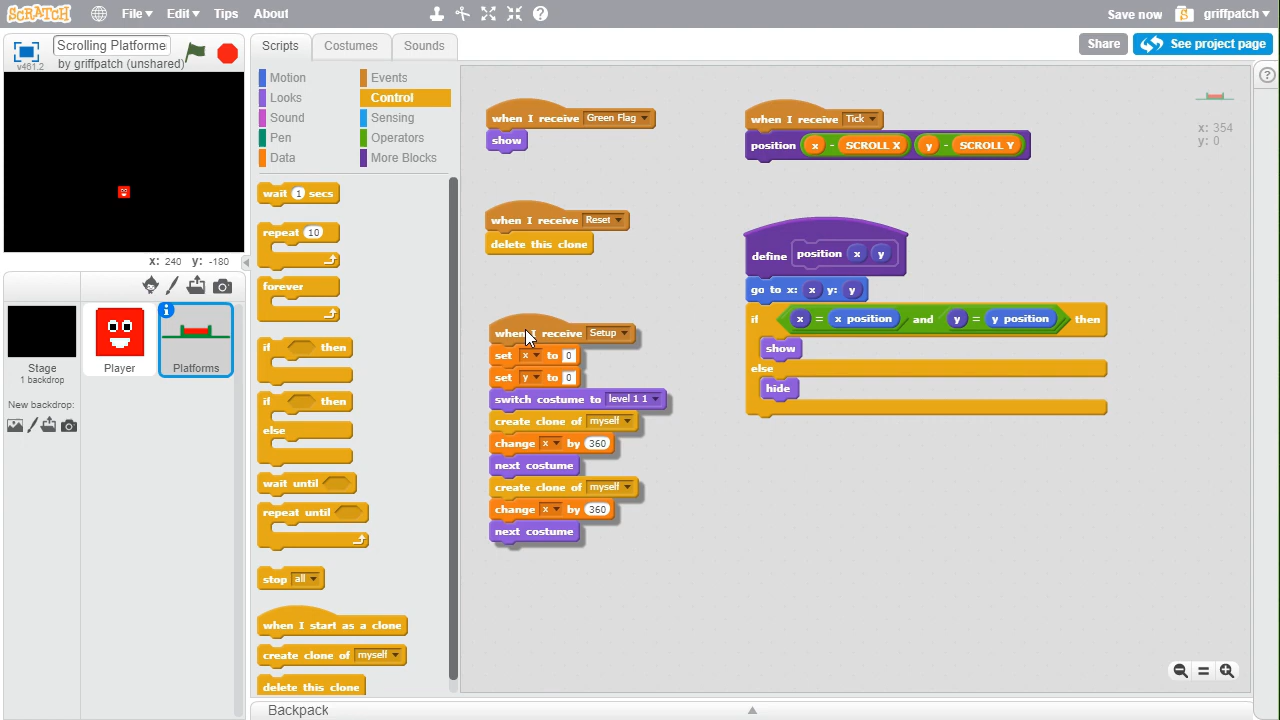 SCRATCH File▾ Edit▾ Tips About Save now griffpatch▾
v461.2 Scrolling Platforme
by griffpatch (unshared)
Scripts Costumes Sounds Share See project page
Motion Events
Looks Control
Sound Sensing
Pen Operators
Data More Blocks
X: 240 y: -180
Stage
1 backdrop
Player
Platforms
New backdrop:
wait 1 secs
repeat 10
forever
if then
if then
else
wait until
repeat until
stop all
when I start as a clone
create clone of myself
delete this clone
when I receive Green Flag
show
when I receive Reset
delete this clone
when I receive Setup
set x to 0
set y to 0
switch costume to level 1 1
create clone of myself
change x by 360
next costume
create clone of myself
change x by 360
next costume
when I receive Tick
position x - SCROLL X y - SCROLL Y
define position x y
go to x: x y: y
if x = x position and y = y position then
show
else
hide
x: 354
y: 0
Backpack